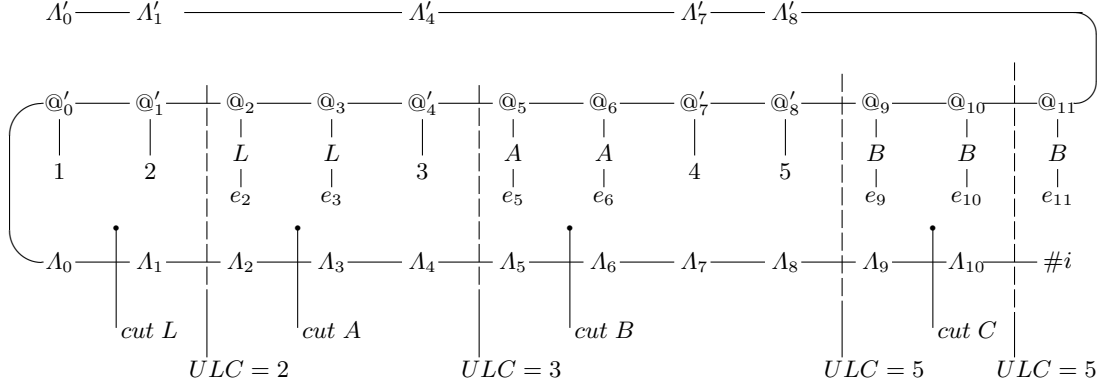 Λ′₀ Λ′₁ Λ′₄ Λ′₇ Λ′₈
@′₀ @′₁ @₂ @₃ @′₄ @₅ @₆ @′₇ @′₈ @₉ @₁₀ @₁₁
L L A A B B B
1 2 3 4 5
e₂ e₃ e₅ e₆ e₉ e₁₀ e₁₁
Λ₀ Λ₁ Λ₂ Λ₃ Λ₄ Λ₅ Λ₆ Λ₇ Λ₈ Λ₉ Λ₁₀ #i
cut L cut A cut B cut C
ULC = 2 ULC = 3 ULC = 5 ULC = 5